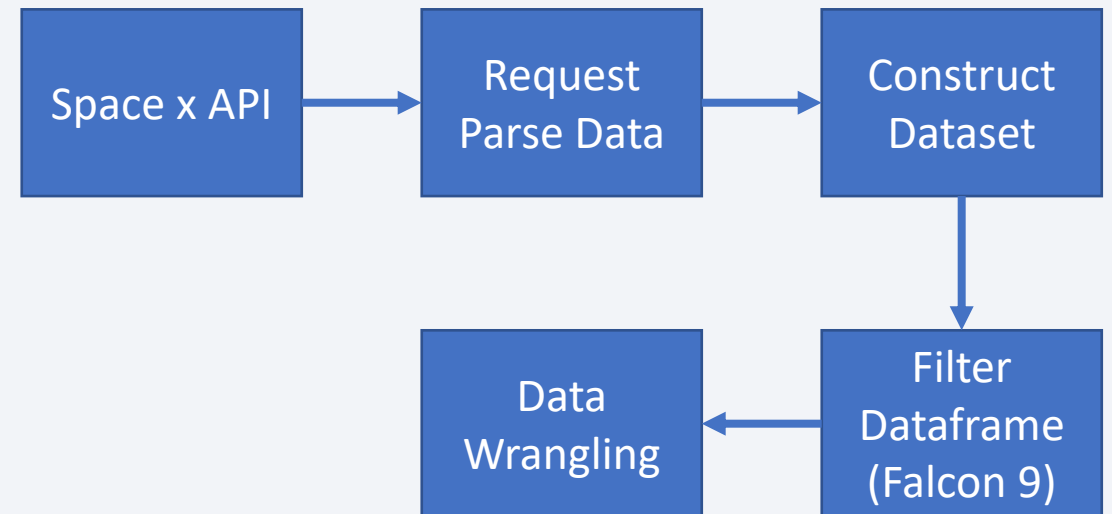 Space x API
Request
Parse Data
Construct
Dataset
Filter
Dataframe
(Falcon 9)
Data
Wrangling